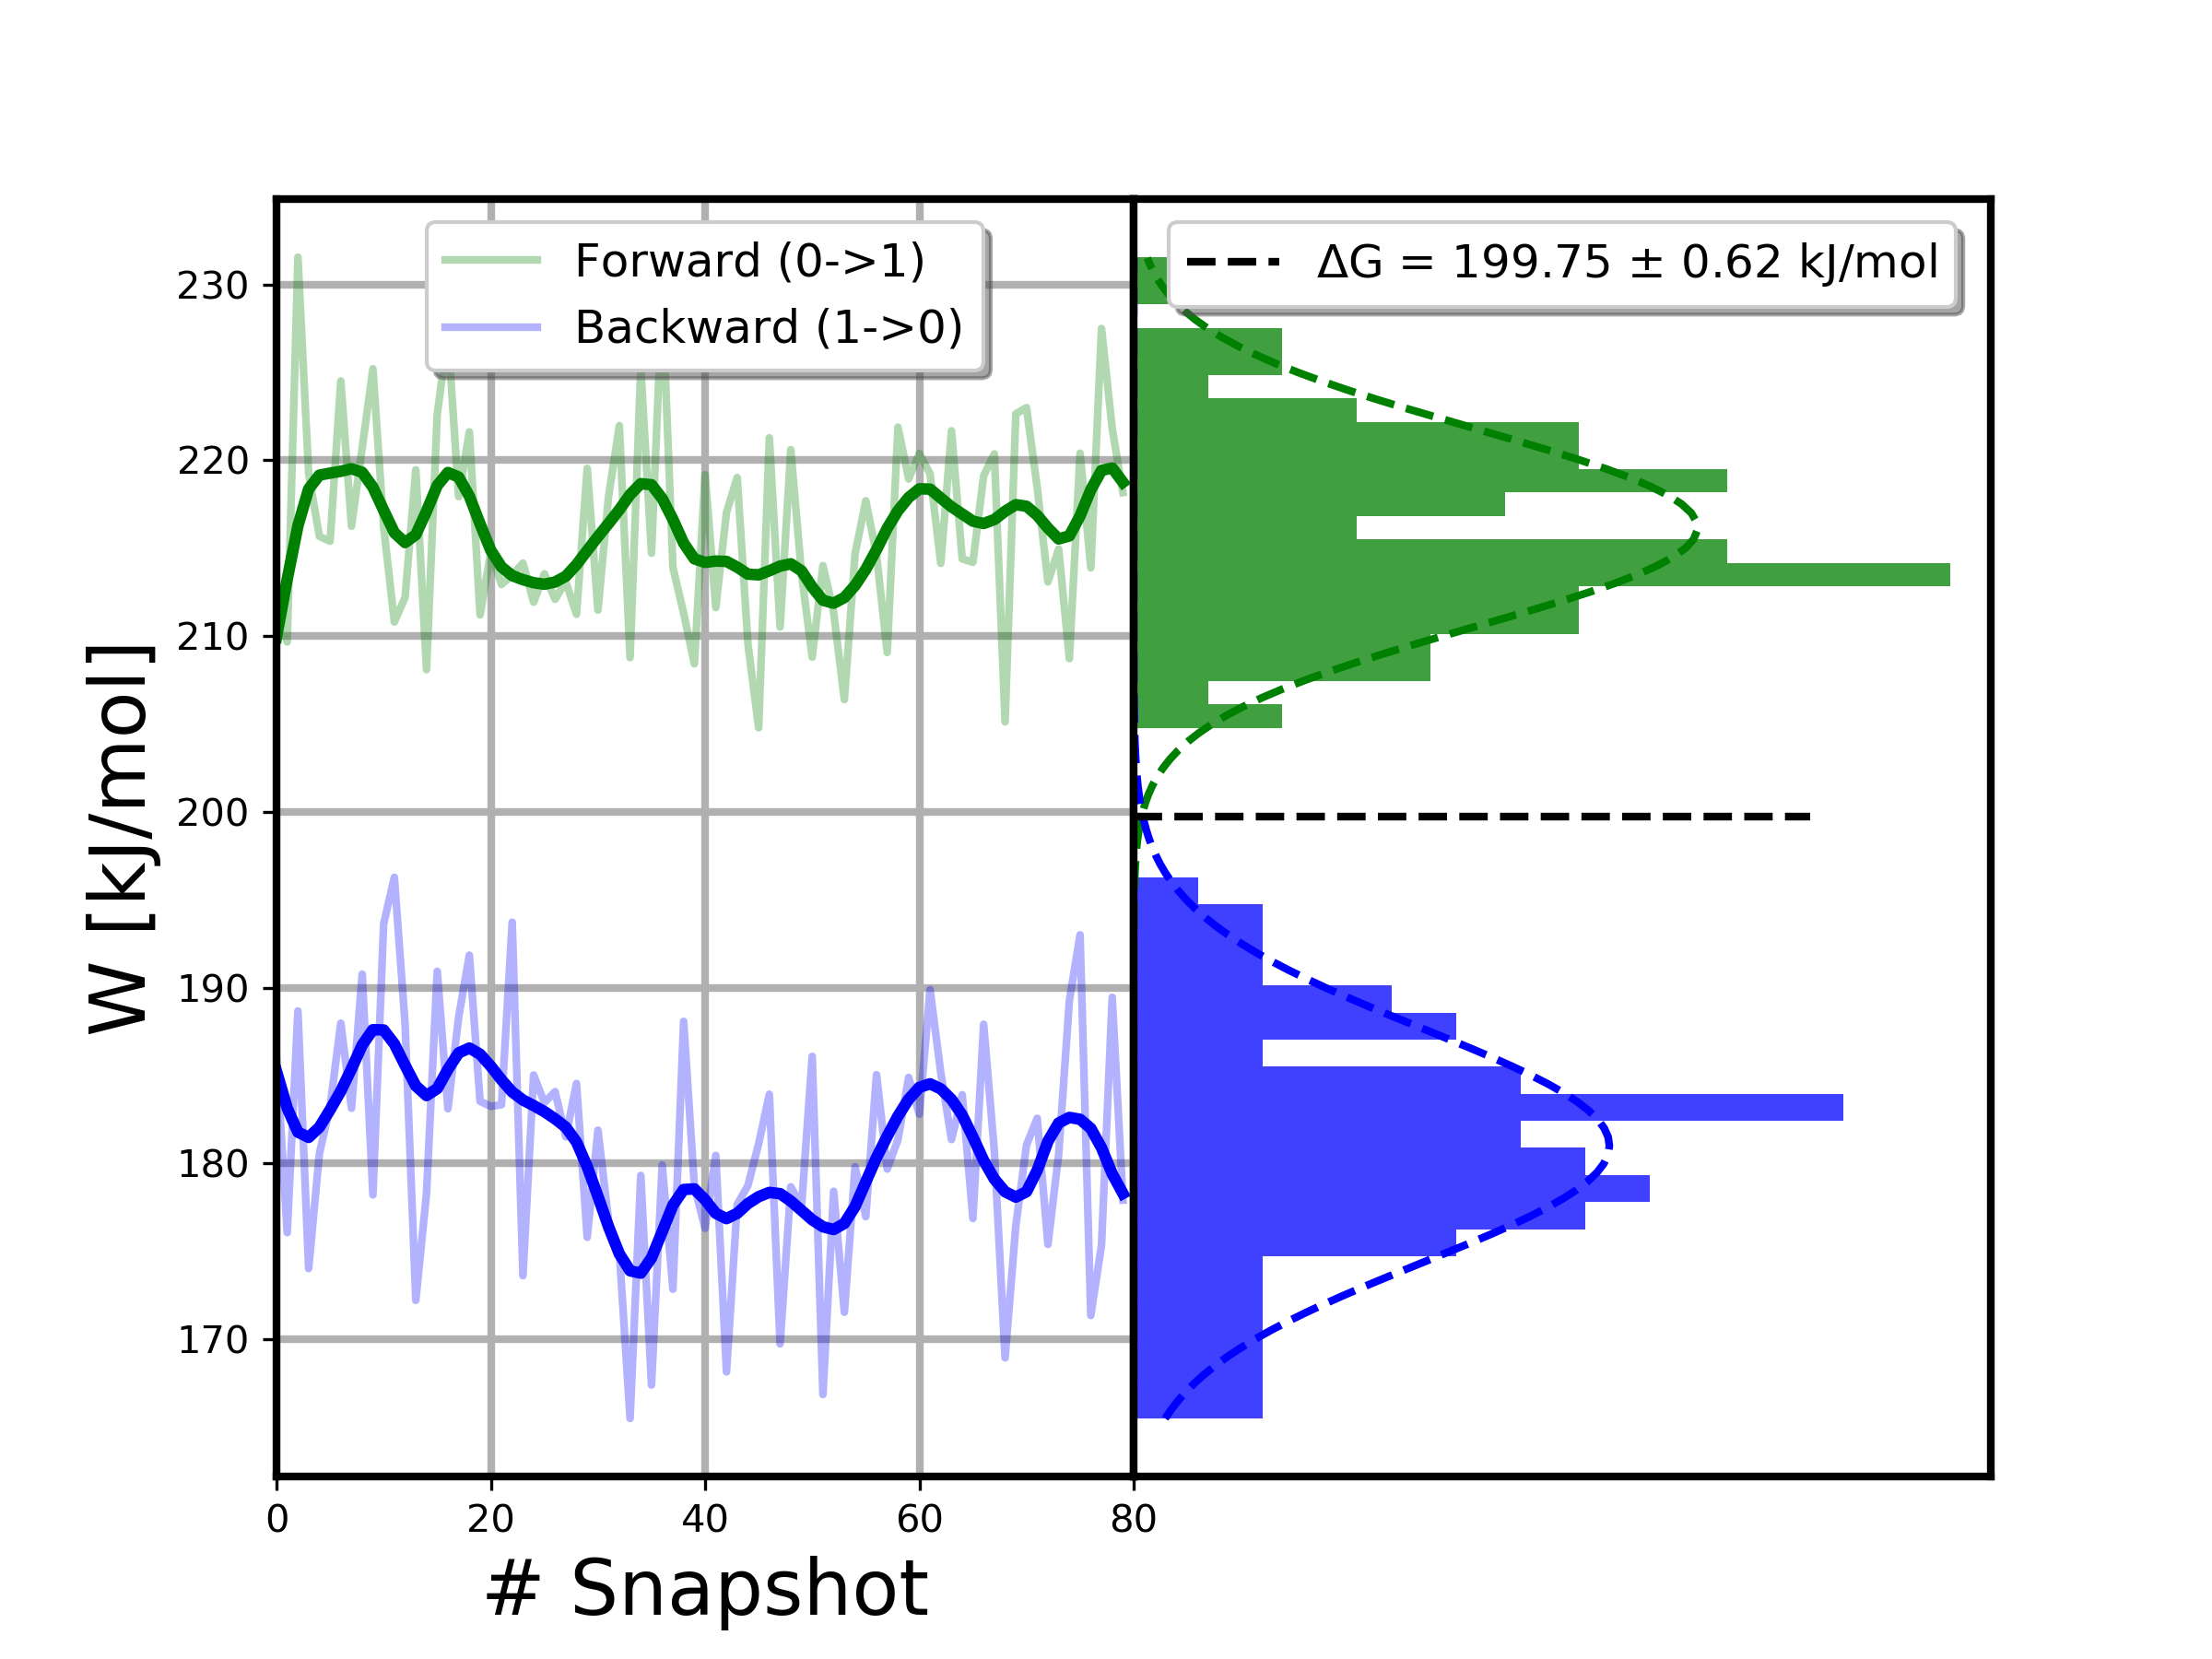 Forward (0->1)
Backward (1->0)
ΔG = 199.75 ± 0.62 kJ/mol
W [kJ/mol]
230
220
210
200
190
180
170
0 20 40 60 80
# Snapshot